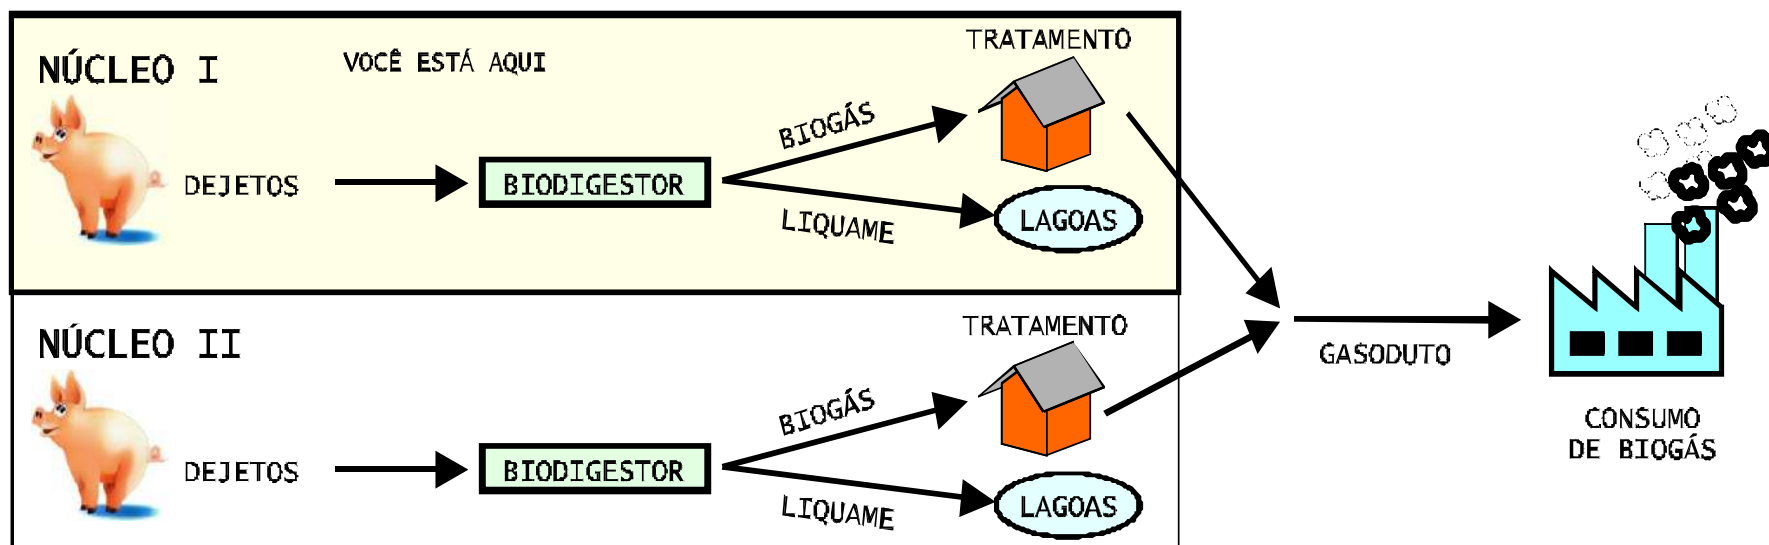 NÚCLEO I
VOCÊ ESTÁ AQUI
TRATAMENTO
DEJETOS
BIODIGESTOR
BIOGÁS
LIQUAME
LAGOAS
NÚCLEO II
TRATAMENTO
DEJETOS
BIODIGESTOR
BIOGÁS
LIQUAME
LAGOAS
GASODUTO
CONSUMO
DE BIOGÁS